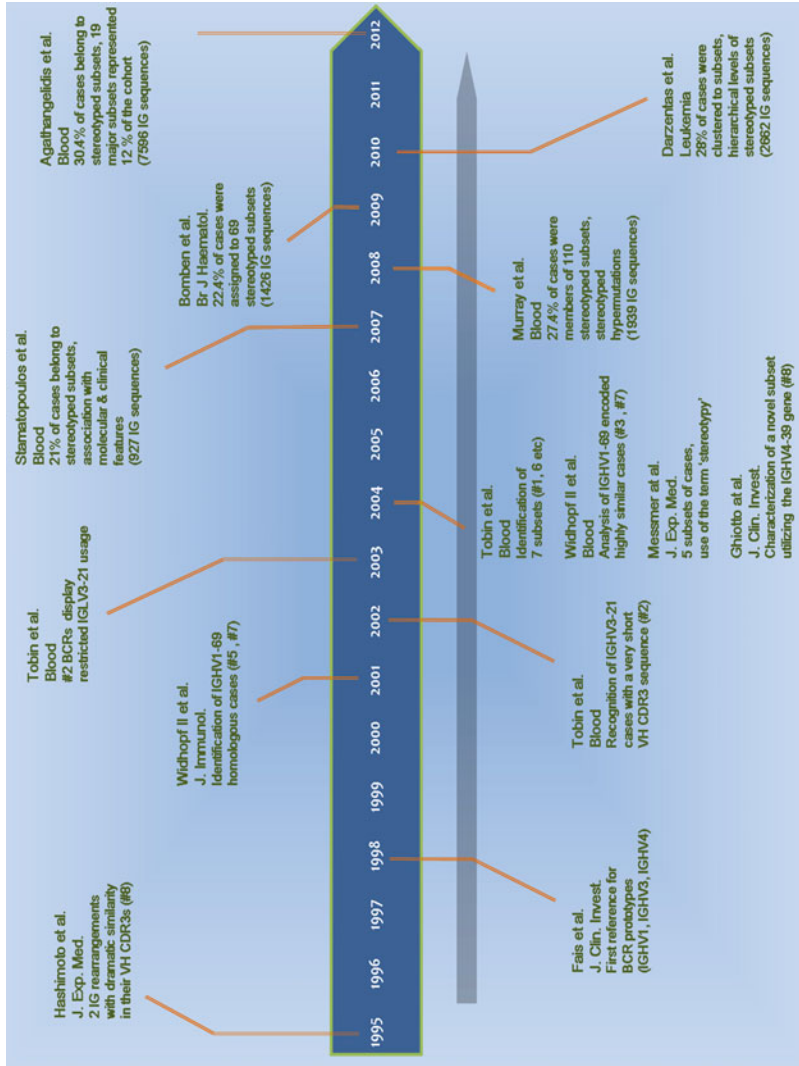 Hashimoto et al.
J. Exp. Med.
2 IG rearrangements
with dramatic similarity
in their VH CDR3s (#8)
Widhopf II et al.
J. Immunol.
Identification of IGHV1-69
homologous cases (#5 , #7)
Tobin et al.
Blood
#2 BCRs display
restricted IGLV3-21 usage
Stamatopoulos et al.
Blood
21% of cases belong to
stereotyped subsets,
association with
molecular & clinical
features
(927 IG sequences)
Bomben et al.
Br J Haematol.
22.4% of cases were
assigned to 69
stereotyped subsets
(1426 IG sequences)
Agathangelidis et al.
Blood
30.4% of cases belong to
stereotyped subsets, 19
major subsets represented
12 % of the cohort
(7596 IG sequences)
1995 1996 1997 1998 1999 2000 2001 2002 2003 2004 2005 2006 2007 2008 2009 2010 2011 2012
Fais et al.
J. Clin. Invest.
First reference for
BCR prototypes
(IGHV1, IGHV3, IGHV4)
Tobin et al.
Blood
Recognition of IGHV3-21
cases with a very short
VH CDR3 sequence (#2)
Tobin et al.
Blood
Identification of
7 subsets (#1, 6 etc)
Widhopf II et al.
Blood
Analysis of IGHV1-69 encoded
highly similar cases (#3 , #7)
Messmer at al.
J. Exp. Med.
5 subsets of cases,
use of the term 'stereotypy'
Ghiotto at al.
J. Clin. Invest.
Characterization of a novel subset
utilizing the IGHV4-39 gene (#8)
Murray et al.
Blood
27.4% of cases were
members of 110
stereotyped subsets,
stereotyped
hypermutations
(1939 IG sequences)
Darzentas et al.
Leukemia
28% of cases were
clustered to subsets,
hierarchical levels of
stereotyped subsets
(2662 IG sequences)